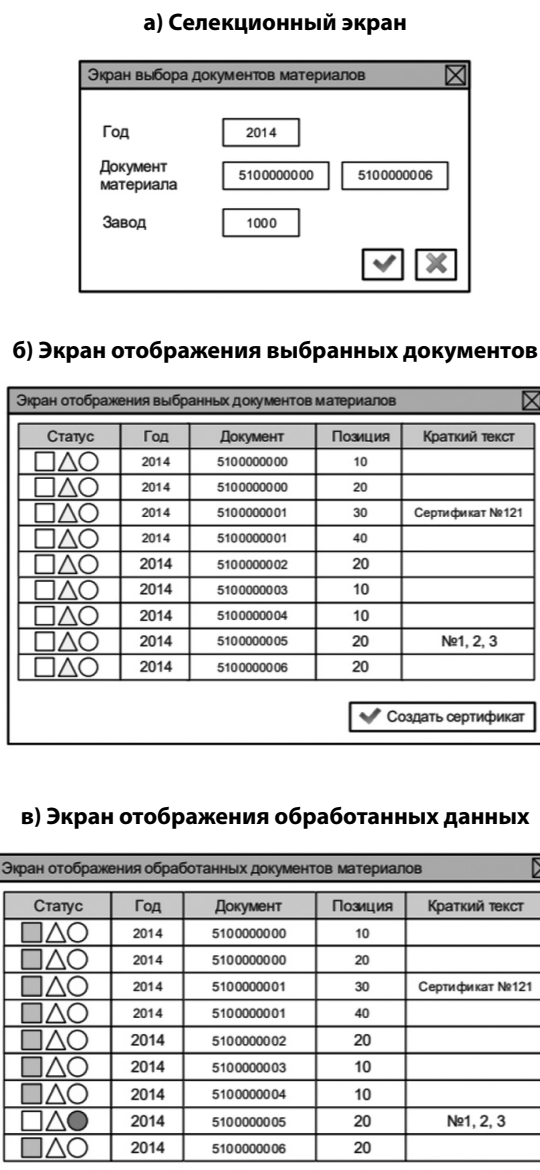 а) Селекционный экран
Экран выбора документов материалов
Год 2014
Документ
материала 5100000000 5100000006
Завод 1000
б) Экран отображения выбранных документов
Экран отображения выбранных документов материалов
Статус Год Документ Позиция Краткий текст
2014 5100000000 10
2014 5100000000 20
2014 5100000001 30 Сертификат №121
2014 5100000001 40
2014 5100000002 20
2014 5100000003 10
2014 5100000004 10
2014 5100000005 20 №1, 2, 3
2014 5100000006 20
Создать сертификат
в) Экран отображения обработанных данных
Экран отображения обработанных документов материалов
Статус Год Документ Позиция Краткий текст
2014 5100000000 10
2014 5100000000 20
2014 5100000001 30 Сертификат №121
2014 5100000001 40
2014 5100000002 20
2014 5100000003 10
2014 5100000004 10
2014 5100000005 20 №1, 2, 3
2014 5100000006 20